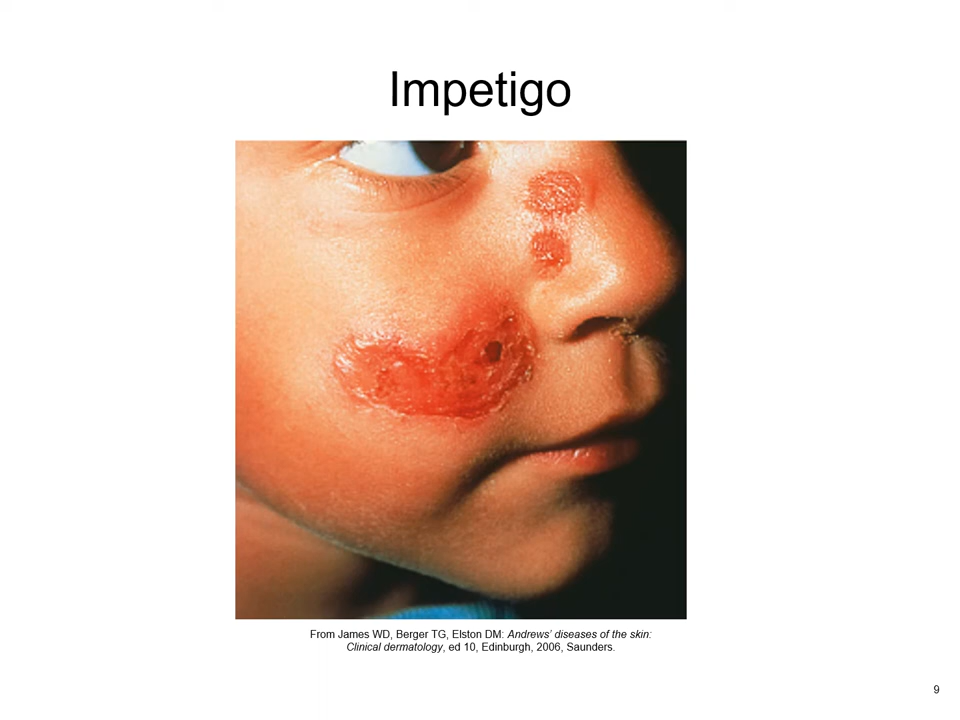 Impetigo
From James WD, Berger TG, Elston DM: Andrews’ diseases of the skin:
Clinical dermatology, ed 10, Edinburgh, 2006, Saunders.
9